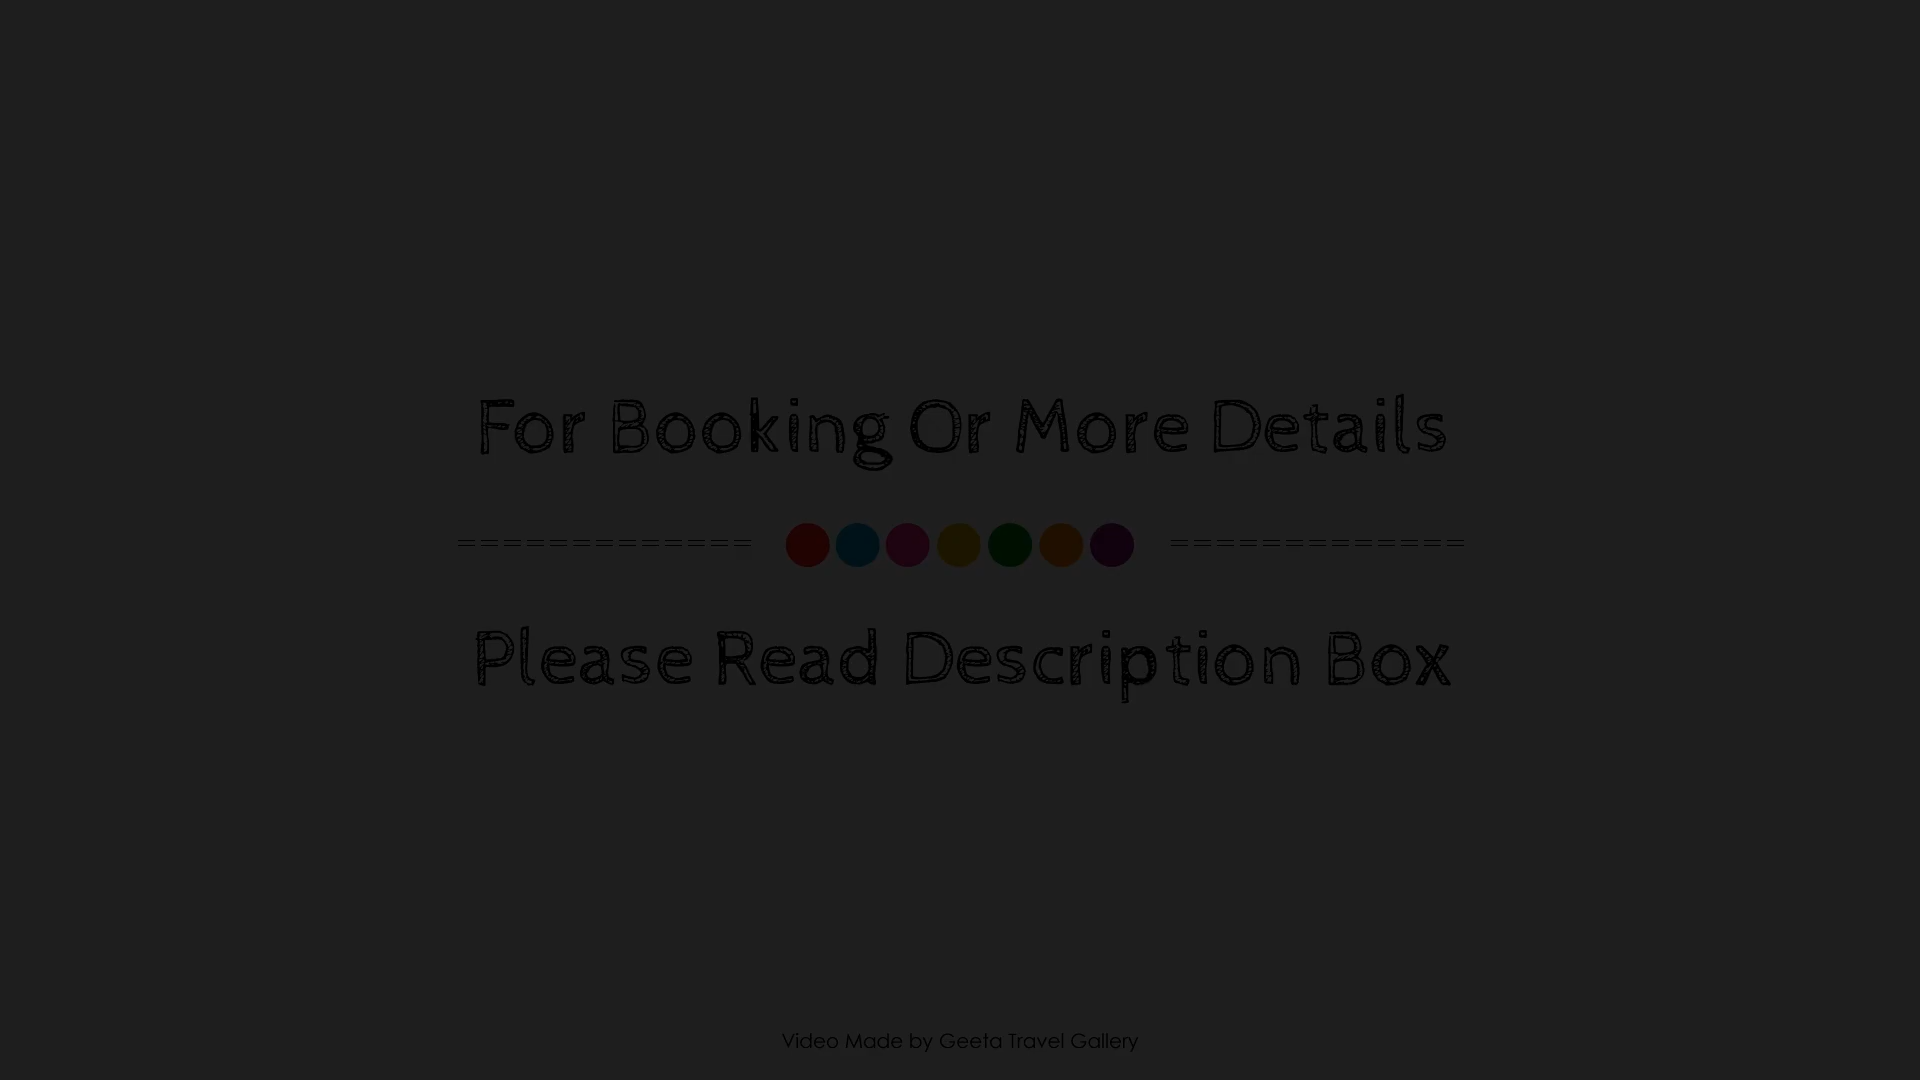 For Booking Or More Details
============= =============
Please Read Description Box
Video Made by Geeta Travel Gallery